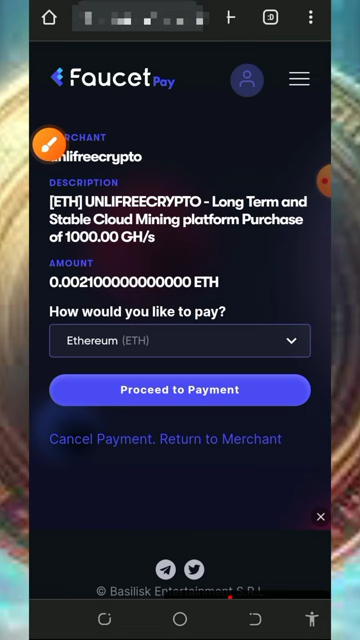 :D
Faucet Pay
MERCHANT
unlifreecrypto
DESCRIPTION
[ETH] UNLIFREECRYPTO - Long Term and
Stable Cloud Mining platform Purchase
of 1000.00 GH/s
AMOUNT
0.002100000000000 ETH
How would you like to pay?
Ethereum (ETH)
Proceed to Payment
Cancel Payment. Return to Merchant
© Basilisk Entertainment S.R.L